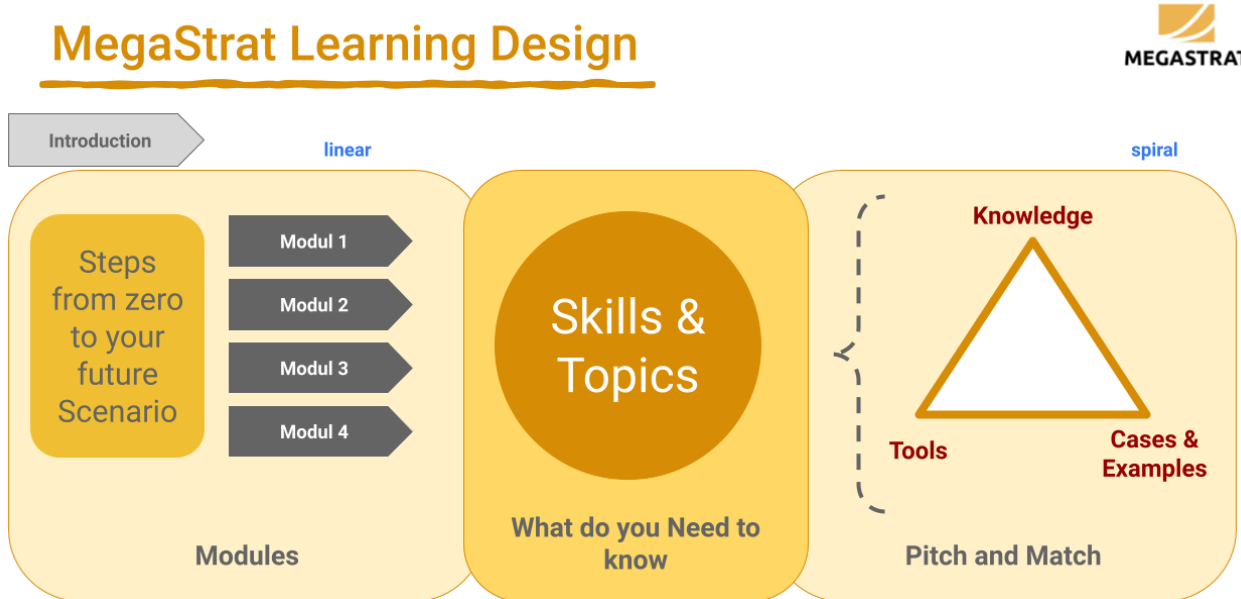 MegaStrat Learning Design
MEGASTRAT
Introduction
linear
spiral
Steps
from zero
to your
future
Scenario
Modul 1
Modul 2
Modul 3
Modul 4
Modules
Skills &
Topics
What do you Need to
know
Knowledge
Tools
Cases &
Examples
Pitch and Match